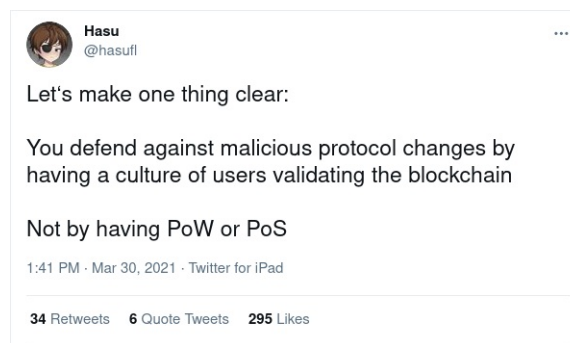 Hasu
@hasufl
Let‘s make one thing clear:
You defend against malicious protocol changes by
having a culture of users validating the blockchain
Not by having PoW or PoS
1:41 PM · Mar 30, 2021 · Twitter for iPad
34 Retweets 6 Quote Tweets 295 Likes